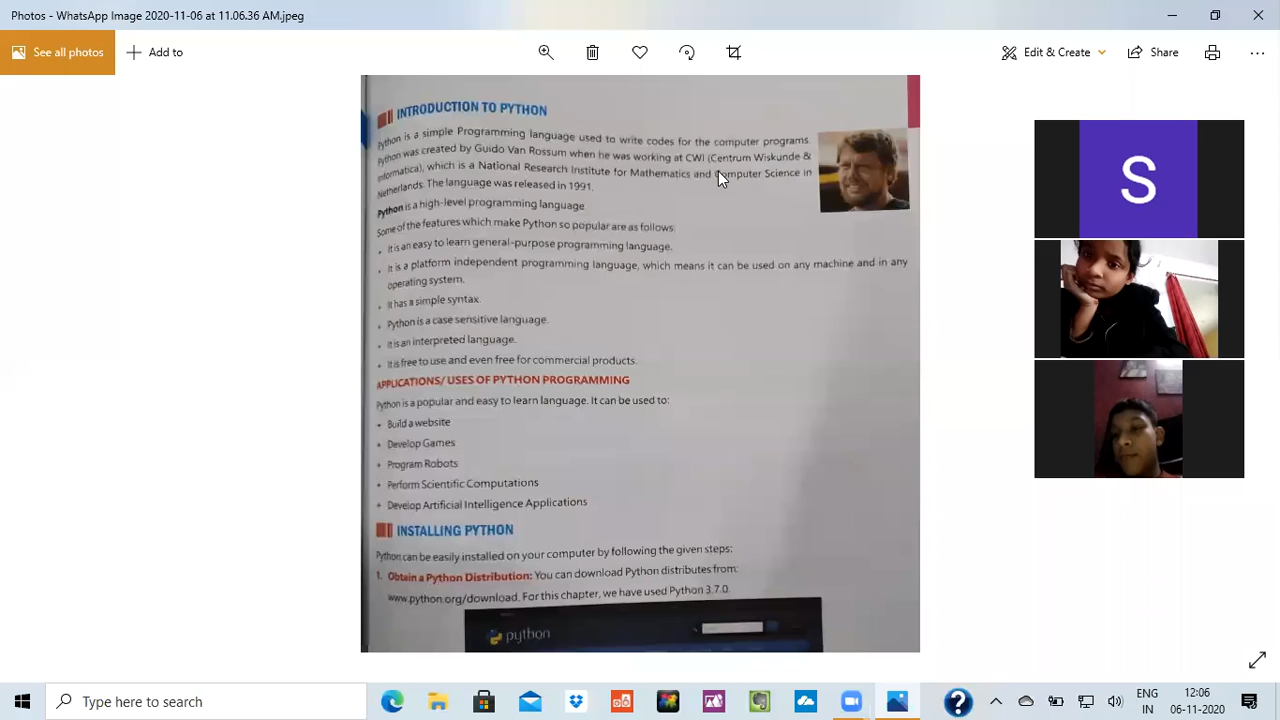 Photos - WhatsApp Image 2020-11-06 at 11.06.36 AM.jpeg
See all photos
Add to
Edit & Create
Share
INTRODUCTION TO PYTHON
Python is a simple Programming language used to write codes for the computer programs.
Python was created by Guido Van Rossum when he was working at CWI (Centrum Wiskunde &
Informatica), which is a National Research Institute for Mathematics and Computer Science in
Netherlands. The language was released in 1991.
Python is a high-level programming language
Some of the features which make Python so popular are as follows:
• It is an easy to learn general-purpose programming language.
• It is a platform independent programming language, which means it can be used on any machine and in any
operating system.
• It has a simple syntax.
• Python is a case sensitive language.
• It is an interpreted language.
• It is free to use and even free for commercial products.
APPLICATIONS/ USES OF PYTHON PROGRAMMING
Python is a popular and easy to learn language. It can be used to:
• Build a website
• Develop Games
• Program Robots
• Perform Scientific Computations
• Develop Artificial Intelligence Applications
INSTALLING PYTHON
Python can be easily installed on your computer by following the given steps:
1. Obtain a Python Distribution: You can download Python distributes from:
www.python.org/download. For this chapter, we have used Python 3.7.0.
python
S
Type here to search
ENG
IN
12:06
06-11-2020